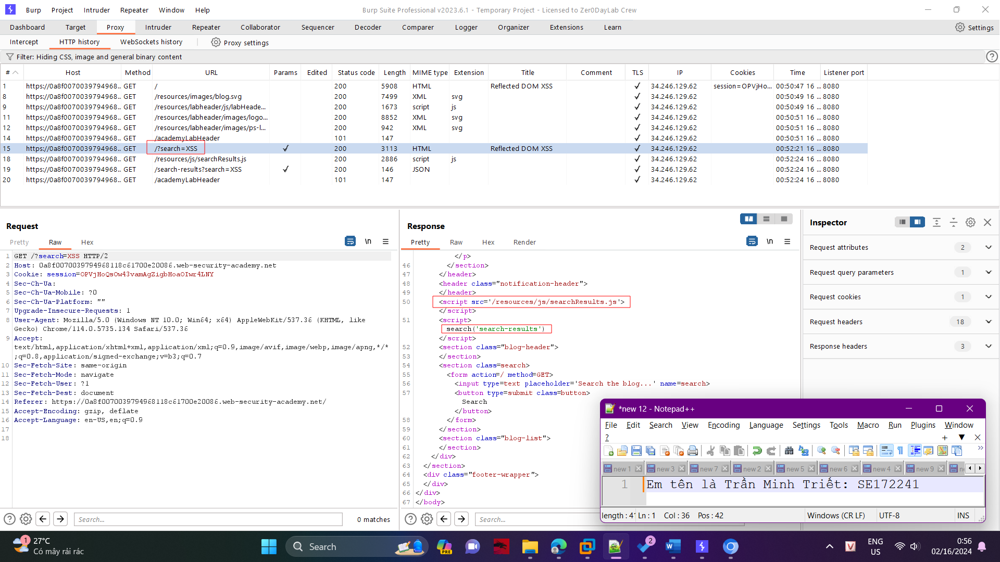 Burp Project Intruder Repeater Window Help Burp Suite Professional v2023.6.1 - Temporary Project - Licensed to Zer0DayLab Crew
Dashboard Target Proxy Intruder Repeater Collaborator Sequencer Decoder Comparer Logger Organizer Extensions Learn Settings
Intercept HTTP history WebSockets history Proxy settings
Filter: Hiding CSS, image and general binary content
# Host Method URL Params Edited Status code Length MIME type Extension Title Comment TLS IP Cookies Time Listener port
1 https://0a8f0070039794968... GET / 200 5908 HTML Reflected DOM XSS ✓ 34.246.129.62 session=OPVjHo... 00:50:47 16 ... 8080
8 https://0a8f0070039794968... GET /resources/images/blog.svg 200 7499 XML svg ✓ 34.246.129.62 00:50:49 16 ... 8080
9 https://0a8f0070039794968... GET /resources/labheader/js/labHeade... 200 1673 script js ✓ 34.246.129.62 00:50:49 16 ... 8080
11 https://0a8f0070039794968... GET /resources/labheader/images/logo... 200 8852 XML svg ✓ 34.246.129.62 00:50:51 16 ... 8080
12 https://0a8f0070039794968... GET /resources/labheader/images/ps-l... 200 942 XML svg ✓ 34.246.129.62 00:50:51 16 ... 8080
14 https://0a8f0070039794968... GET /academyLabHeader 101 147 ✓ 34.246.129.62 00:50:51 16 ... 8080
15 https://0a8f0070039794968... GET /?search=XSS ✓ 200 3113 HTML Reflected DOM XSS ✓ 34.246.129.62 00:52:21 16 ... 8080
18 https://0a8f0070039794968... GET /resources/js/searchResults.js 200 2886 script js ✓ 34.246.129.62 00:52:24 16 ... 8080
19 https://0a8f0070039794968... GET /search-results?search=XSS ✓ 200 146 JSON ✓ 34.246.129.62 00:52:24 16 ... 8080
20 https://0a8f0070039794968... GET /academyLabHeader 101 147 ✓ 34.246.129.62 00:52:24 16 ... 8080
Request
Pretty Raw Hex \n
1 GET /?search=XSS HTTP/2
2 Host: 0a8f0070039794968118c61700e20086.web-security-academy.net
3 Cookie: session=OPVjHoQsOw43vamAgZigbHoaOIwr4LNY
4 Sec-Ch-Ua:
5 Sec-Ch-Ua-Mobile: ?0
6 Sec-Ch-Ua-Platform: ""
7 Upgrade-Insecure-Requests: 1
8 User-Agent: Mozilla/5.0 (Windows NT 10.0; Win64; x64) AppleWebKit/537.36 (KHTML, like
Gecko) Chrome/114.0.5735.134 Safari/537.36
9 Accept:
text/html,application/xhtml+xml,application/xml;q=0.9,image/avif,image/webp,image/apng,*/*
;q=0.8,application/signed-exchange;v=b3;q=0.7
10 Sec-Fetch-Site: same-origin
11 Sec-Fetch-Mode: navigate
12 Sec-Fetch-User: ?1
13 Sec-Fetch-Dest: document
14 Referer: https://0a8f0070039794968118c61700e20086.web-security-academy.net/
15 Accept-Encoding: gzip, deflate
16 Accept-Language: en-US,en;q=0.9
17
18
Search... 0 matches
Response
Pretty Raw Hex Render \n
</p>
46 </section>
47 </header>
48 <header class="notification-header">
49 </header>
50 <script src='/resources/js/searchResults.js'>
</script>
51 <script>
search('search-results')
</script>
52 <section class="blog-header">
53 </section>
54 <section class=search>
55 <form action=/ method=GET>
56 <input type=text placeholder='Search the blog...' name=search>
57 <button type=submit class=button>
Search
</button>
58 </form>
59 </section>
60 <section class="blog-list">
61 </section>
62 </div>
63 </section>
64 <div class="footer-wrapper">
65 </div>
66 </div>
67 </body>
Search...
Inspector
Request attributes 2
Request query parameters 1
Request cookies 1
Request headers 18
Response headers 3
*new 12 - Notepad++
File Edit Search View Encoding Language Settings Tools Macro Run Plugins Window
?
new 1 new 3 new 7 new 2 new 5 new 6 new 4 new 9
1 Em tên là Trần Minh Triết: SE172241
length : 41 Ln : 1 Col : 36 Pos : 42 Windows (CR LF) UTF-8 INS
1 27°C
Có mây rải rác
Search PRE 2 W V ENG
US
0:56
02/16/2024